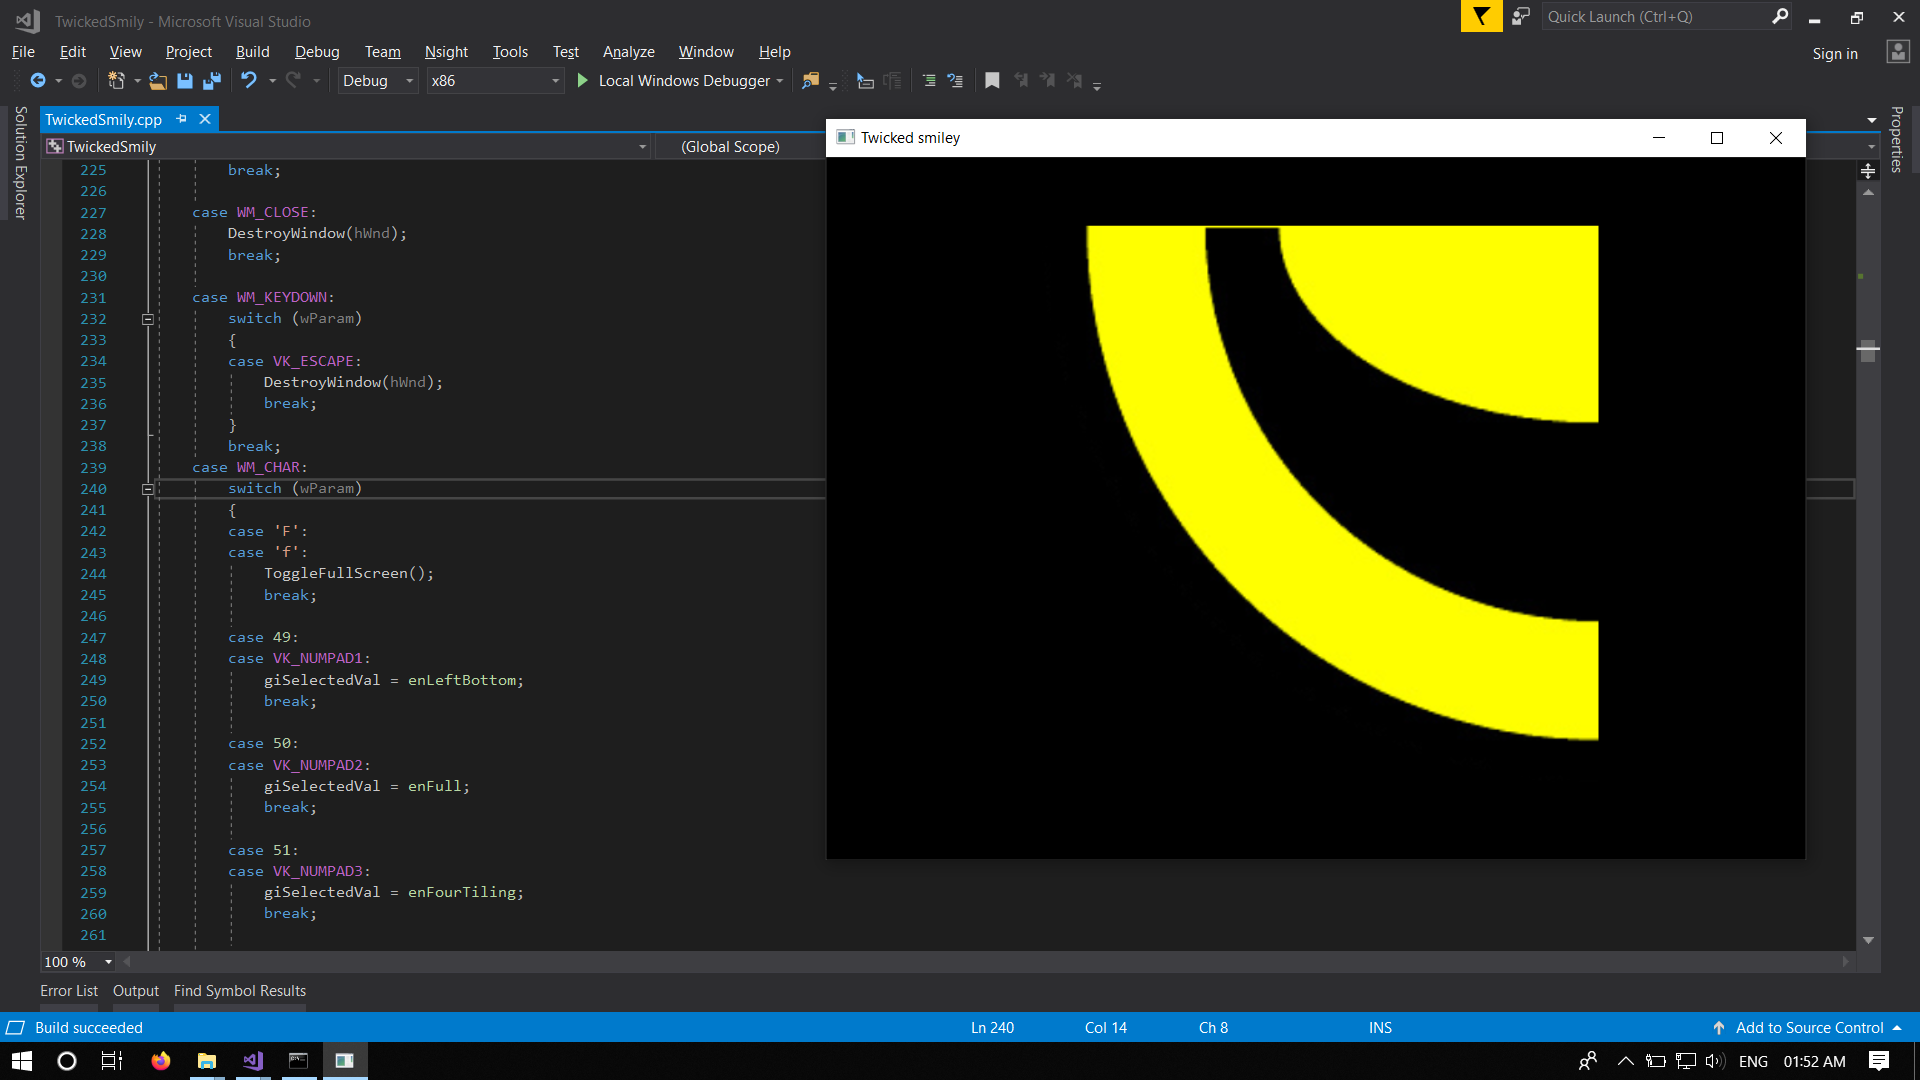 TwickedSmily - Microsoft Visual Studio
Quick Launch (Ctrl+Q)
File Edit View Project Build Debug Team Nsight Tools Test Analyze Window Help
Sign in
Debug x86 Local Windows Debugger
Solution Explorer
Properties
TwickedSmily.cpp
TwickedSmily (Global Scope)
Twicked smiley
225 break;
226
227 case WM_CLOSE:
228 DestroyWindow(hWnd);
229 break;
230
231 case WM_KEYDOWN:
232 switch (wParam)
233 {
234 case VK_ESCAPE:
235 DestroyWindow(hWnd);
236 break;
237 }
238 break;
239 case WM_CHAR:
240 switch (wParam)
241 {
242 case 'F':
243 case 'f':
244 ToggleFullScreen();
245 break;
246
247 case 49:
248 case VK_NUMPAD1:
249 giSelectedVal = enLeftBottom;
250 break;
251
252 case 50:
253 case VK_NUMPAD2:
254 giSelectedVal = enFull;
255 break;
256
257 case 51:
258 case VK_NUMPAD3:
259 giSelectedVal = enFourTiling;
260 break;
261
100 %
Error List Output Find Symbol Results
Build succeeded Ln 240 Col 14 Ch 8 INS Add to Source Control
ENG 01:52 AM